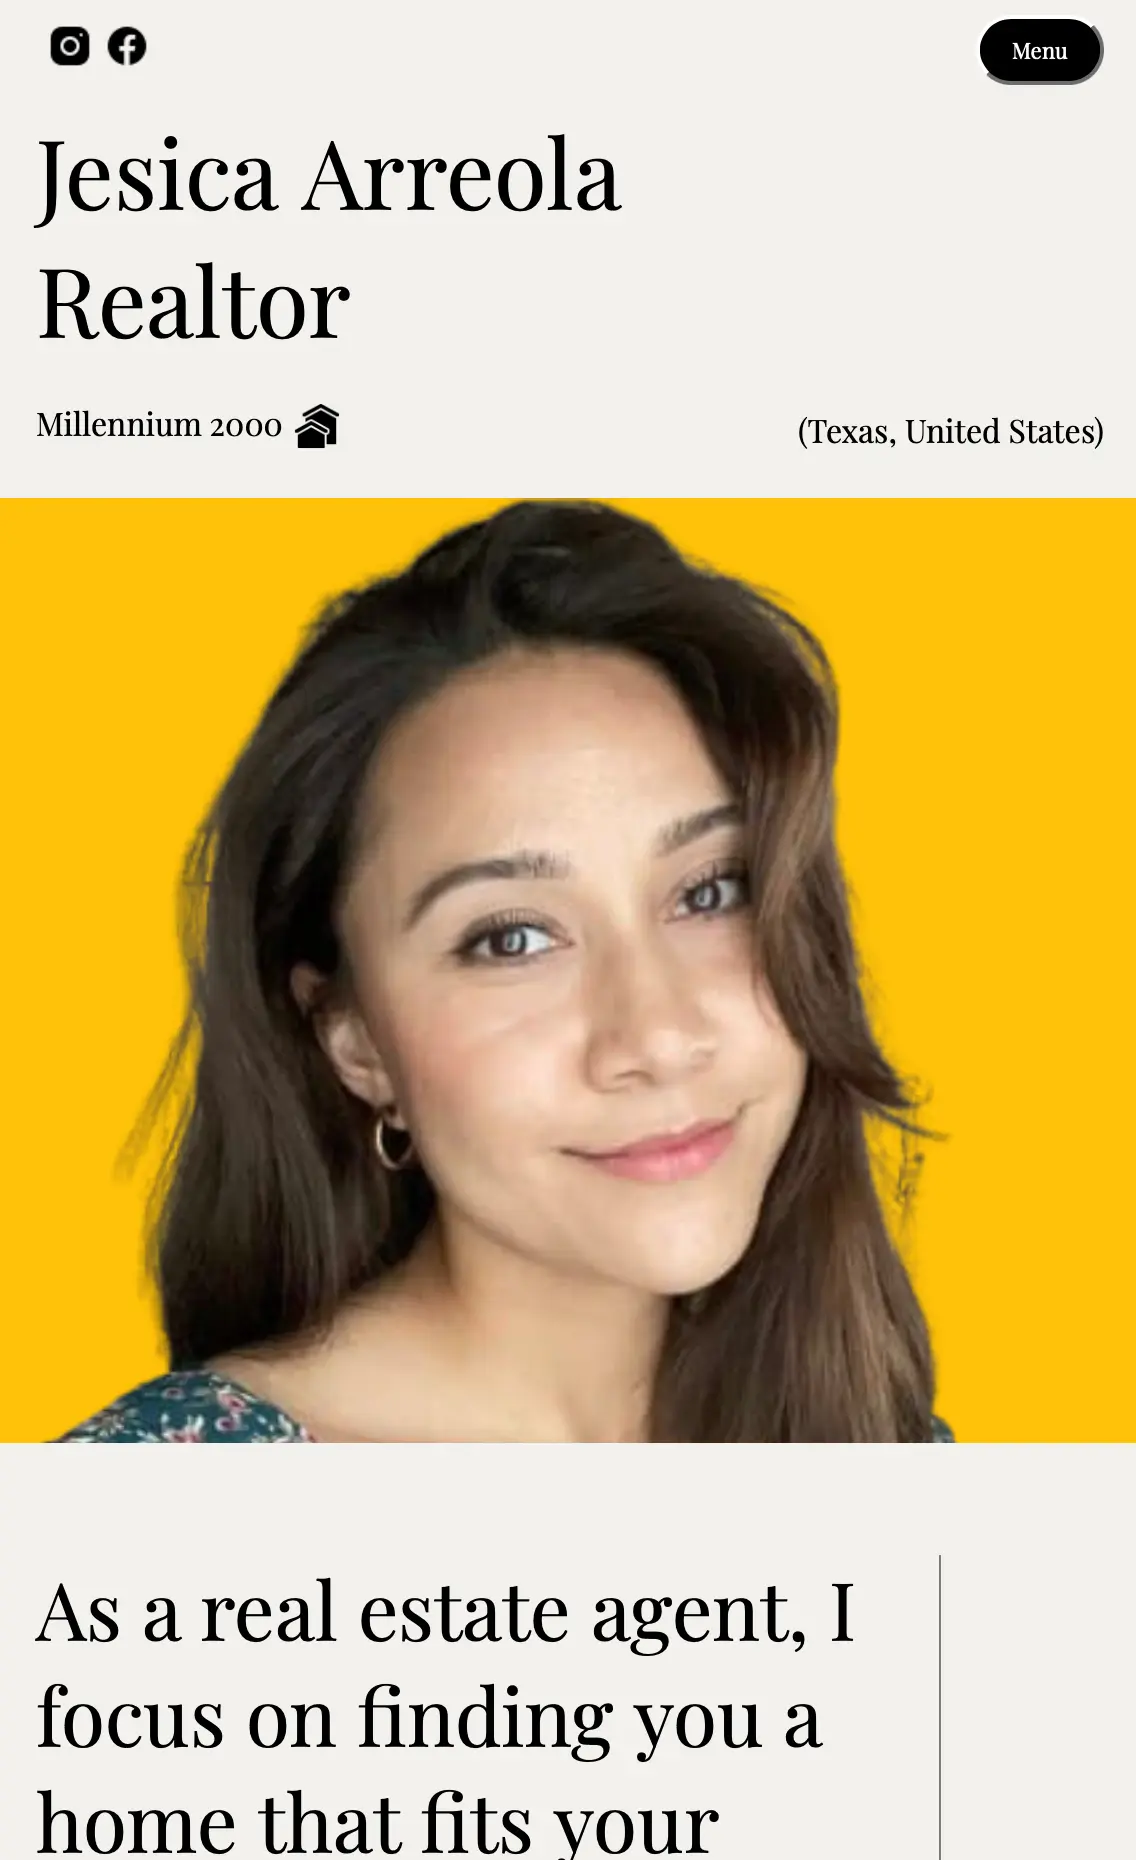 Menu
Jesica Arreola
Realtor
Millennium 2000
(Texas, United States)
As a real estate agent, I
focus on finding you a
home that fits your